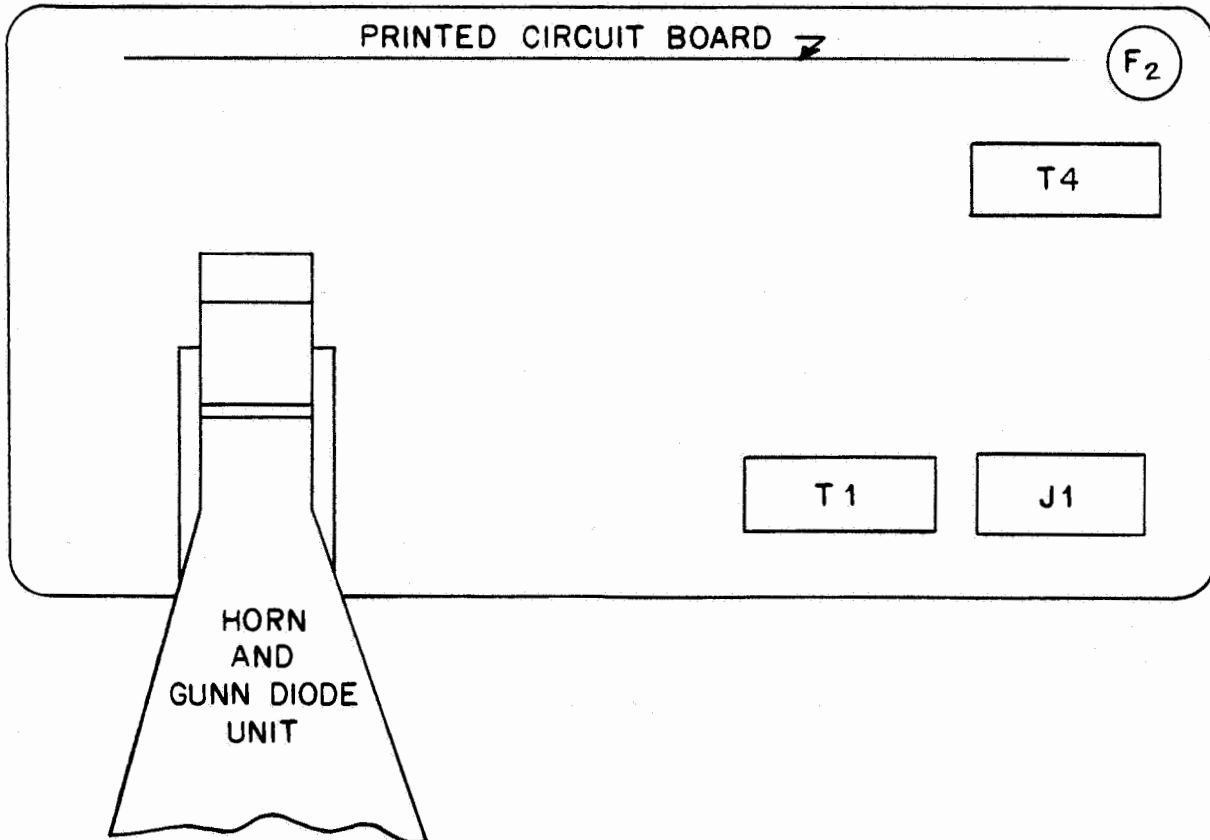 PRINTED CIRCUIT BOARD
F2
T4
T1
J1
HORN
AND
GUNN DIODE
UNIT